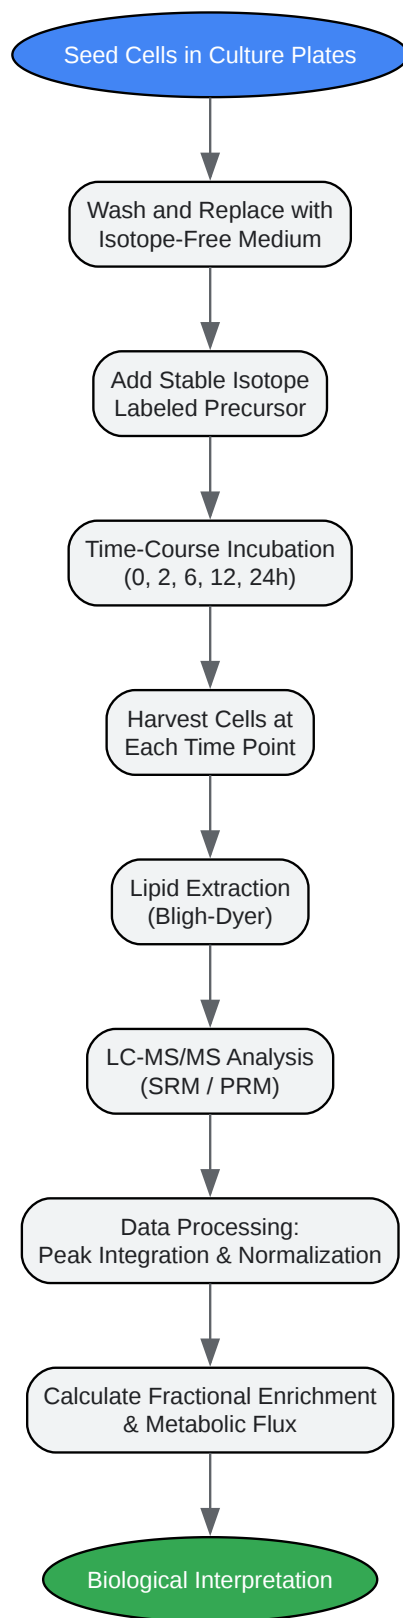 Seed Cells in Culture Plates
Wash and Replace with
Isotope-Free Medium
Add Stable Isotope
Labeled Precursor
Time-Course Incubation
(0, 2, 6, 12, 24h)
Harvest Cells at
Each Time Point
Lipid Extraction
(Bligh-Dyer)
LC-MS/MS Analysis
(SRM / PRM)
Data Processing:
Peak Integration & Normalization
Calculate Fractional Enrichment
& Metabolic Flux
Biological Interpretation